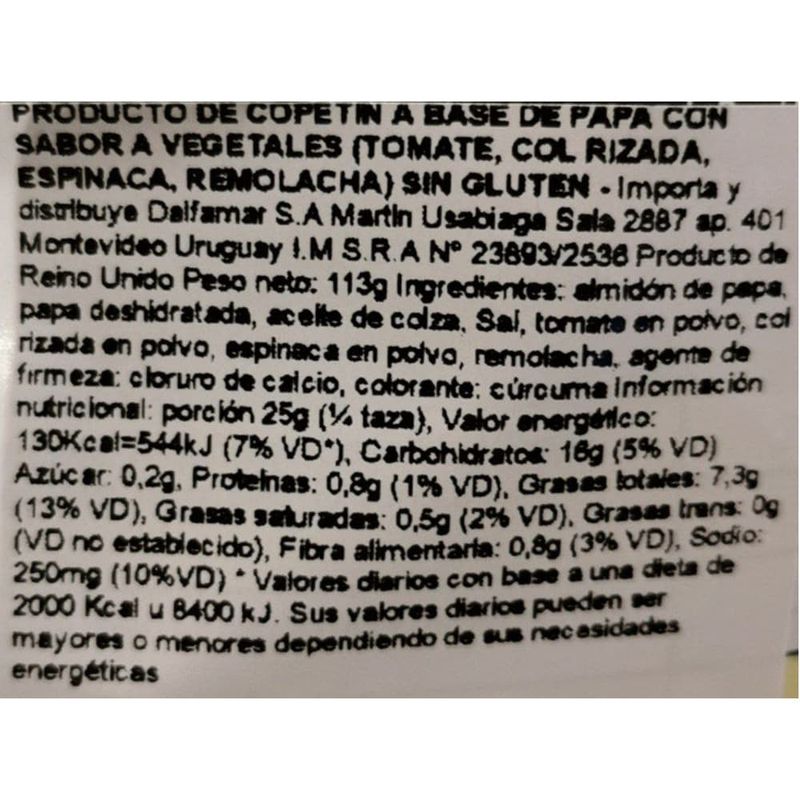 PRODUCTO DE COPETIN A BASE DE PAPA CON
SABOR A VEGETALES (TOMATE, COL RIZADA,
ESPINACA, REMOLACHA) SIN GLUTEN - Importa y
distribuye Dalfamar S.A Martin Usabiaga Sala 2887 ap. 401
Montevideo Uruguay I.M S.R.A Nº 23893/2536 Producto de
Reino Unido Peso neto: 113g Ingredientes: almidón de papa,
papa deshidratada, aceite de colza, Sal, tomate en polvo, col
rizada en polvo, espinaca en polvo, remolacha, agente de
firmeza: cloruro de calcio, colorante: cúrcuma Información
nutricional: porción 25g (¼ taza), Valor energético:
130Kcal=544kJ (7% VD*), Carbohidratos: 16g (5% VD)
Azúcar: 0,2g, Proteinas: 0,8g (1% VD), Grasas totales: 7,3g
(13% VD), Grasas saturadas: 0,5g (2% VD), Grasas trans: 0g
(VD no establecido), Fibra alimentaria: 0,8g (3% VD), Sodio:
250mg (10%VD) * Valores diarios con base a una dieta de
2000 Kcal u 8400 kJ. Sus valores diarios pueden ser
mayores o menores dependiendo de sus necesidades
energéticas